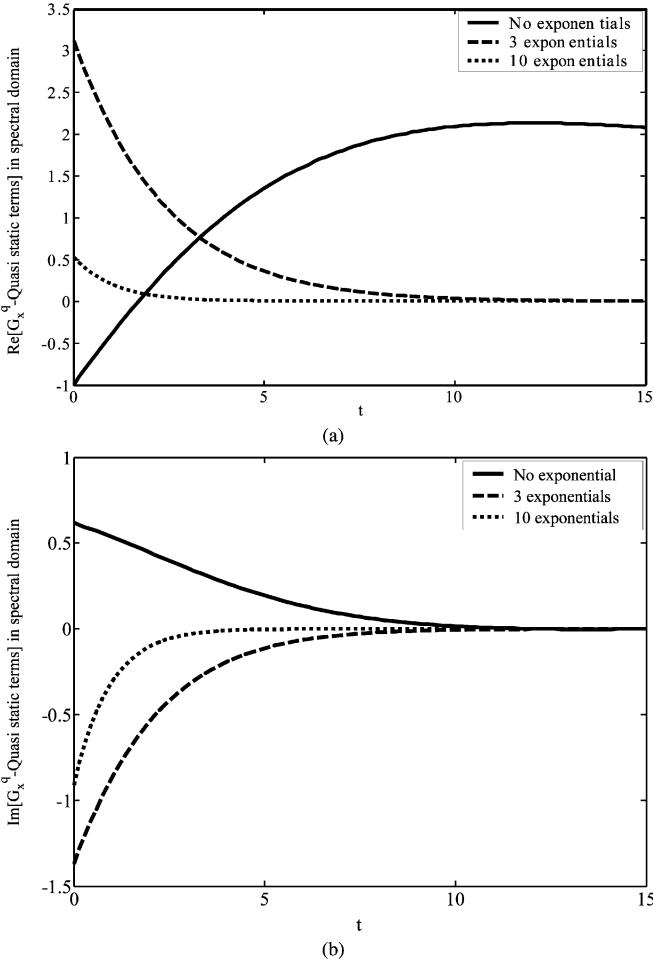 3.5
3
2.5
2
1.5
1
0.5
0
-0.5
-1
Re[G_x^q-Quasi static terms] in spectral domain
No exponen tials
3 expon entials
10 expon entials
0 5 10 15
t
(a)
1
0.5
0
-0.5
-1
-1.5
Im[G_x^q-Quasi static terms] in spectral domain
No exponential
3 exponentials
10 exponentials
0 5 10 15
t
(b)